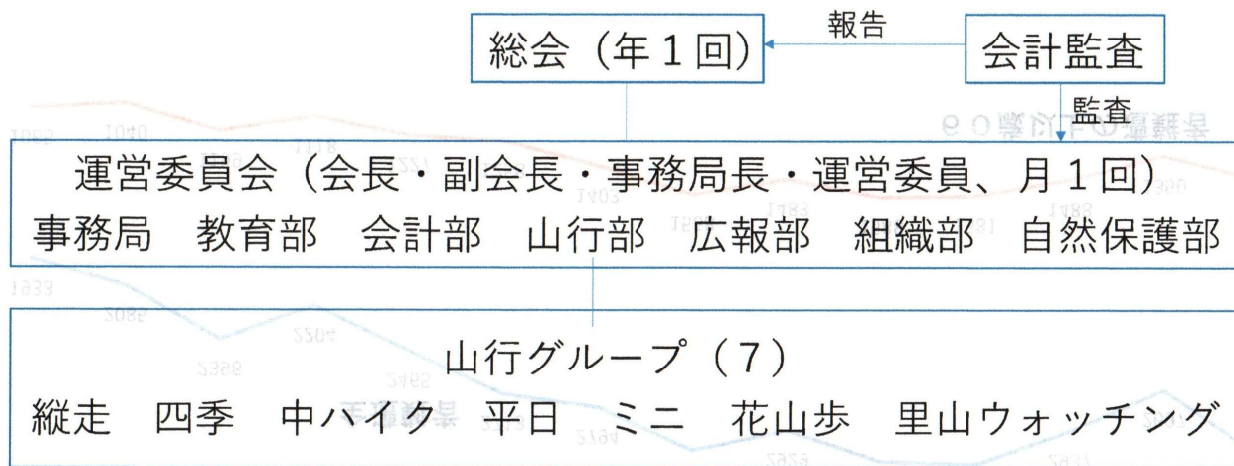 総会（年１回）
報告
会計監査
監査
運営委員会（会長・副会長・事務局長・運営委員、月１回）
事務局　教育部　会計部　山行部　広報部　組織部　自然保護部
山行グループ（７）
縦走　四季　中ハイク　平日　ミニ　花山歩　里山ウォッチング